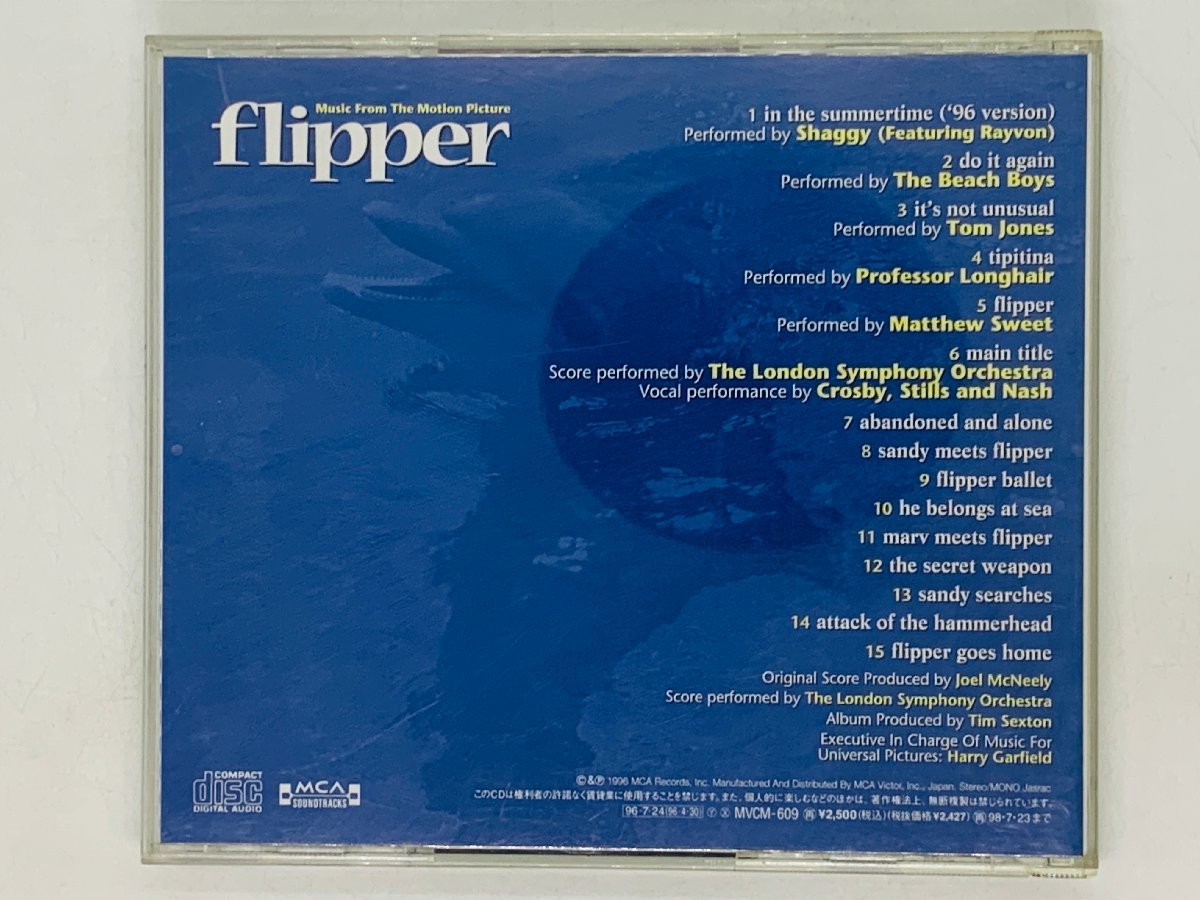 Music From The Motion Picture
flipper
1 in the summertime ('96 version)
Performed by Shaggy (Featuring Rayvon)
2 do it again
Performed by The Beach Boys
3 it's not unusual
Performed by Tom Jones
4 tipitina
Performed by Professor Longhair
5 flipper
Performed by Matthew Sweet
6 main title
Score performed by The London Symphony Orchestra
Vocal performance by Crosby, Stills and Nash
7 abandoned and alone
8 sandy meets flipper
9 flipper ballet
10 he belongs at sea
11 marv meets flipper
12 the secret weapon
13 sandy searches
14 attack of the hammerhead
15 flipper goes home
Original Score Produced by Joel McNeely
Score performed by The London Symphony Orchestra
Album Produced by Tim Sexton
Executive In Charge Of Music For
Universal Pictures: Harry Garfield
COMPACT
disc
DIGITAL AUDIO
MCA
SOUNDTRACKS
©&℗ 1996 MCA Records, Inc. Manufactured And Distributed By MCA Victor, Inc., Japan. Stereo/MONO Jasrac
このCDは権利者の許諾なく賃貸業に使用することを禁じます。また、個人的に楽しむなどのほかは、著作権法上、無断複製は禁じられています。
96・7・24(96・4・30) Ⓨ Ⓧ MVCM-609 再 ¥2,500(税込)(税抜価格¥2,427) 再98・7・23まで